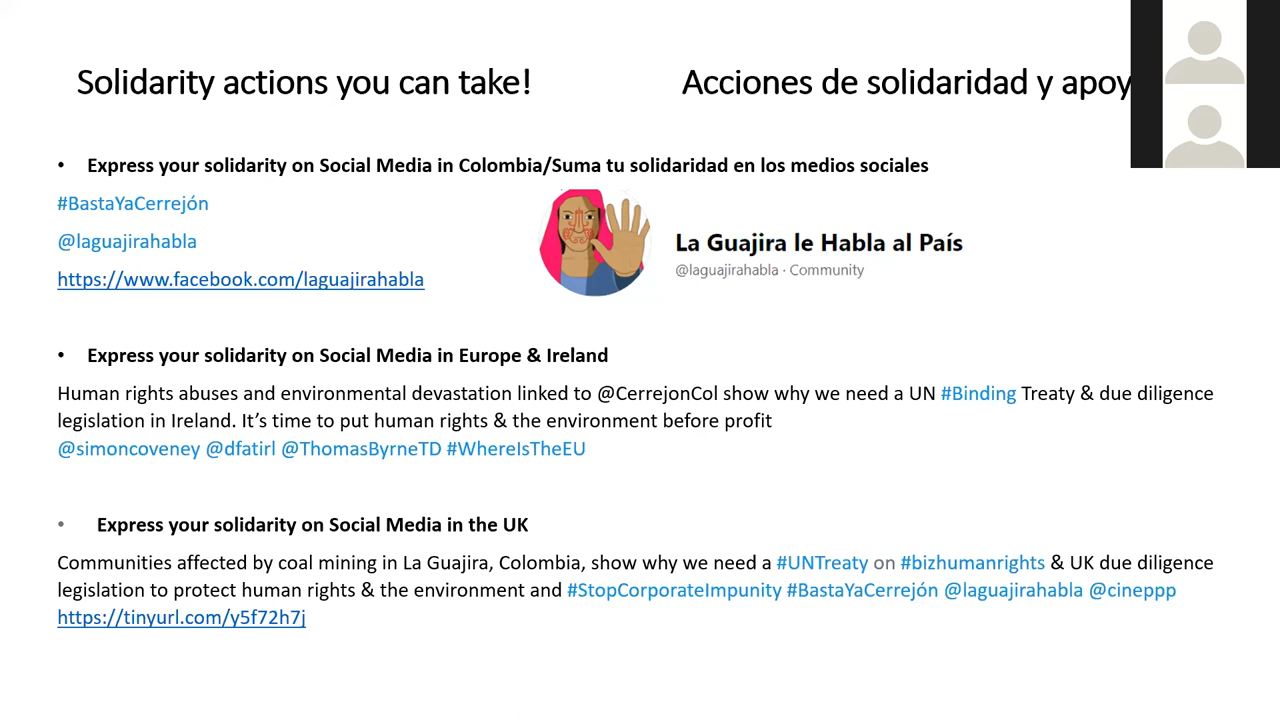 Solidarity actions you can take!
Acciones de solidaridad y apoy
• Express your solidarity on Social Media in Colombia/Suma tu solidaridad en los medios sociales
#BastaYaCerrejón
@laguajirahabla
https://www.facebook.com/laguajirahabla
La Guajira le Habla al País
@laguajirahabla · Community
• Express your solidarity on Social Media in Europe & Ireland
Human rights abuses and environmental devastation linked to @CerrejonCol show why we need a UN #Binding Treaty & due diligence
legislation in Ireland. It's time to put human rights & the environment before profit
@simoncoveney @dfatirl @ThomasByrneTD #WhereIsTheEU
• Express your solidarity on Social Media in the UK
Communities affected by coal mining in La Guajira, Colombia, show why we need a #UNTreaty on #bizhumanrights & UK due diligence
legislation to protect human rights & the environment and #StopCorporateImpunity #BastaYaCerrejón @laguajirahabla @cineppp
https://tinyurl.com/y5f72h7j